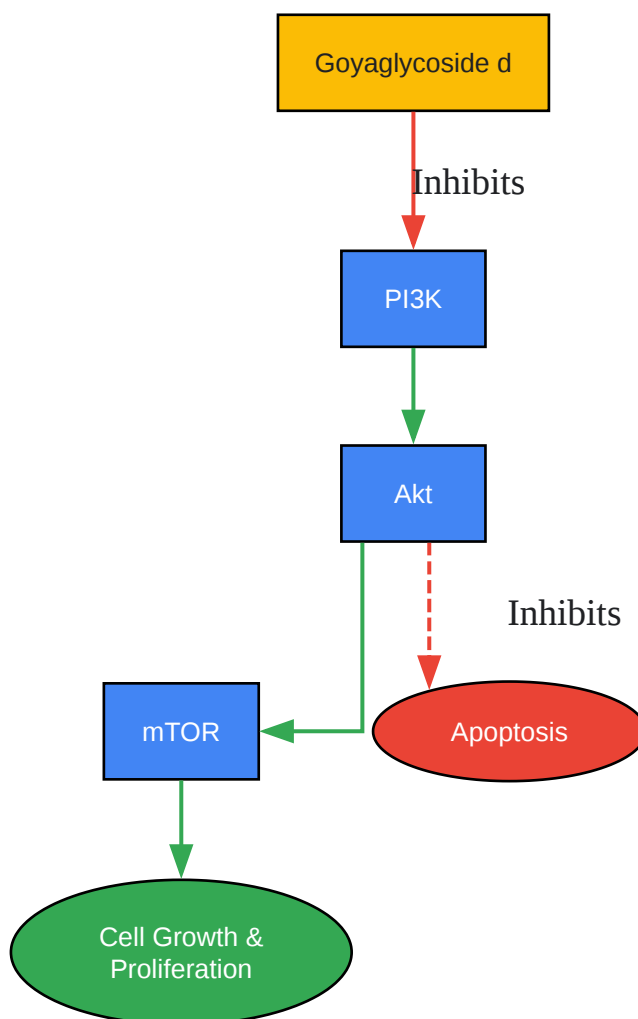 Goyaglycoside d
Inhibits
PI3K
Akt
Inhibits
mTOR
Apoptosis
Cell Growth &
Proliferation